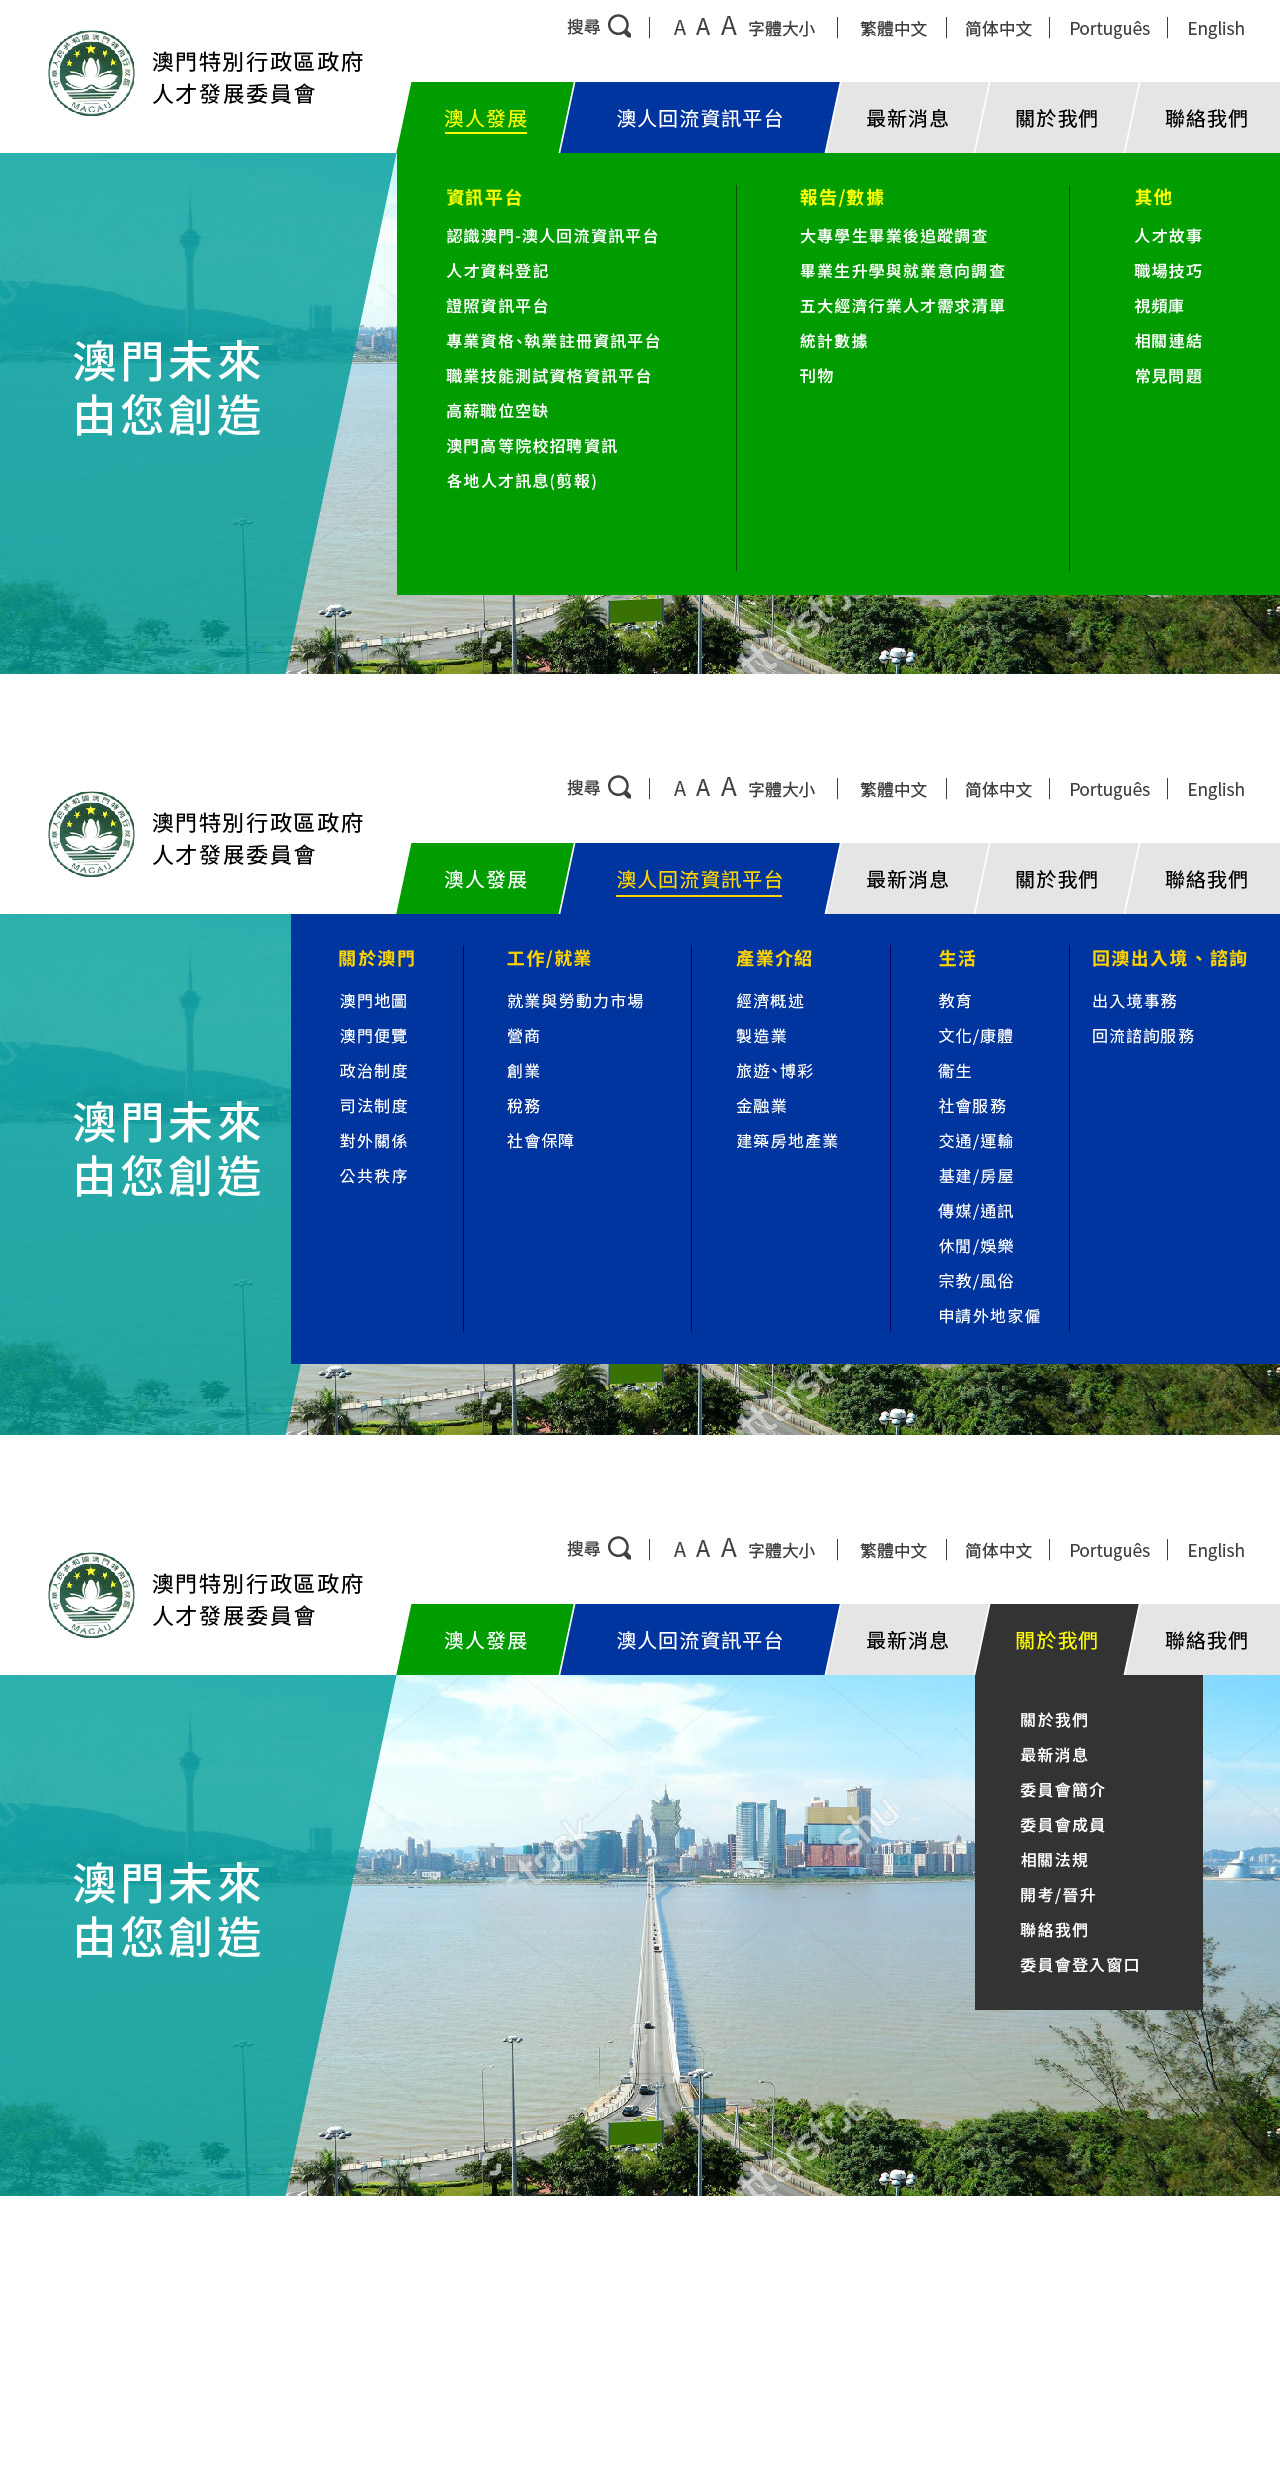 搜尋 A A A 字體大小 繁體中文 简体中文 Português English
澳門特別行政區政府
人才發展委員會
MACAU
澳人發展 澳人回流資訊平台 最新消息 關於我們 聯絡我們
資訊平台
認識澳門-澳人回流資訊平台
人才資料登記
證照資訊平台
專業資格、執業註冊資訊平台
職業技能測試資格資訊平台
高薪職位空缺
澳門高等院校招聘資訊
各地人才訊息(剪報)
報告/數據
大專學生畢業後追蹤調查
畢業生升學與就業意向調查
五大經濟行業人才需求清單
統計數據
刊物
其他
人才故事
職場技巧
視頻庫
相關連結
常見問題
澳門未來
由您創造
搜尋 A A A 字體大小 繁體中文 简体中文 Português English
澳門特別行政區政府
人才發展委員會
MACAU
澳人發展 澳人回流資訊平台 最新消息 關於我們 聯絡我們
關於澳門
澳門地圖
澳門便覽
政治制度
司法制度
對外關係
公共秩序
工作/就業
就業與勞動力市場
營商
創業
稅務
社會保障
產業介紹
經濟概述
製造業
旅遊、博彩
金融業
建築房地產業
生活
教育
文化/康體
衞生
社會服務
交通/運輸
基建/房屋
傳媒/通訊
休閒/娛樂
宗教/風俗
申請外地家僱
回澳出入境、諮詢
出入境事務
回流諮詢服務
澳門未來
由您創造
搜尋 A A A 字體大小 繁體中文 简体中文 Português English
澳門特別行政區政府
人才發展委員會
MACAU
澳人發展 澳人回流資訊平台 最新消息 關於我們 聯絡我們
關於我們
最新消息
委員會簡介
委員會成員
相關法規
開考/晉升
聯絡我們
委員會登入窗口
澳門未來
由您創造